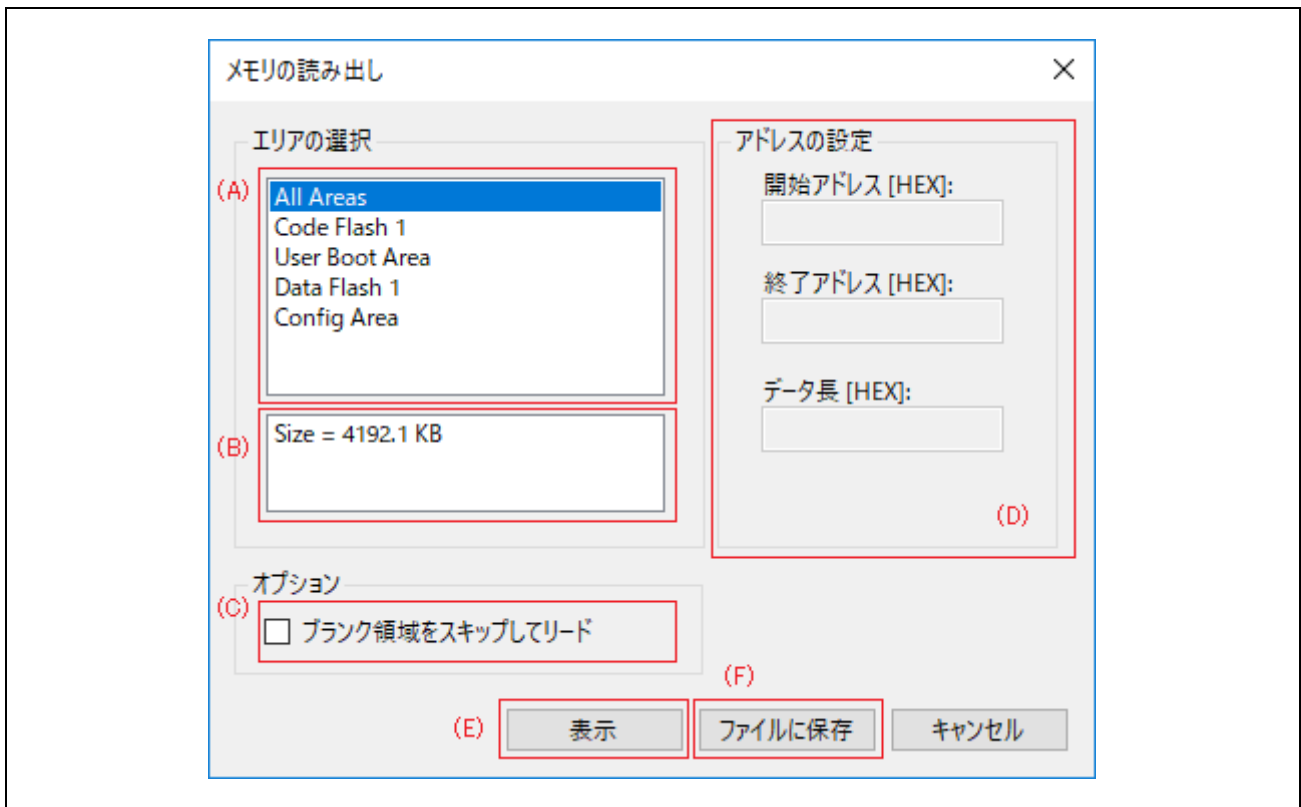 メモリの読み出し
エリアの選択
(A)
All Areas
Code Flash 1
User Boot Area
Data Flash 1
Config Area
(B)
Size = 4192.1 KB
オプション
(C)
ブランク領域をスキップしてリード
アドレスの設定
開始アドレス [HEX]:
終了アドレス [HEX]:
データ長 [HEX]:
(D)
(E)
表示
(F)
ファイルに保存
キャンセル